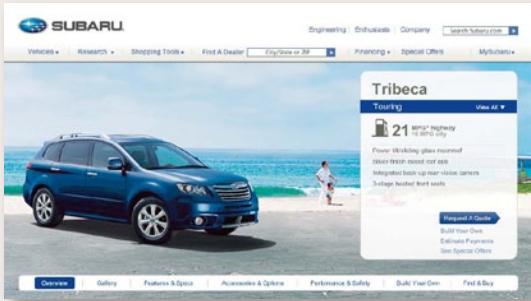 SUBARU.
Engineering Enthusiasts Company Search Subaru.com
Vehicles Research Shopping Tools Find A Dealer City/State or ZIP Financing Special Offers MySubaru
Tribeca
Touring View All
21 MPG* highway
16 MPG city
Power tilt/sliding glass moonroof
Silver-finish raised roof rails
Integrated back-up rear-vision camera
3-stage heated front seats
Request A Quote
Build Your Own
Estimate Payments
See Special Offers
Overview Gallery Features & Specs Accessories & Options Performance & Safety Build Your Own Find & Buy